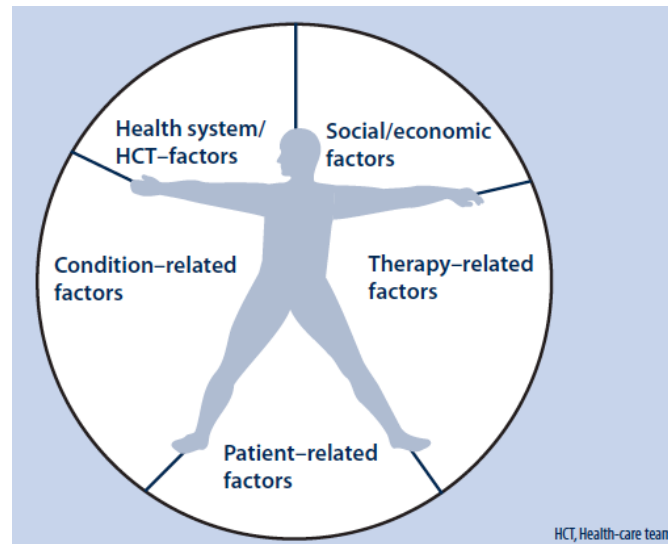 Health system/
HCT–factors
Social/economic
factors
Condition–related
factors
Therapy–related
factors
Patient–related
factors
HCT, Health-care team